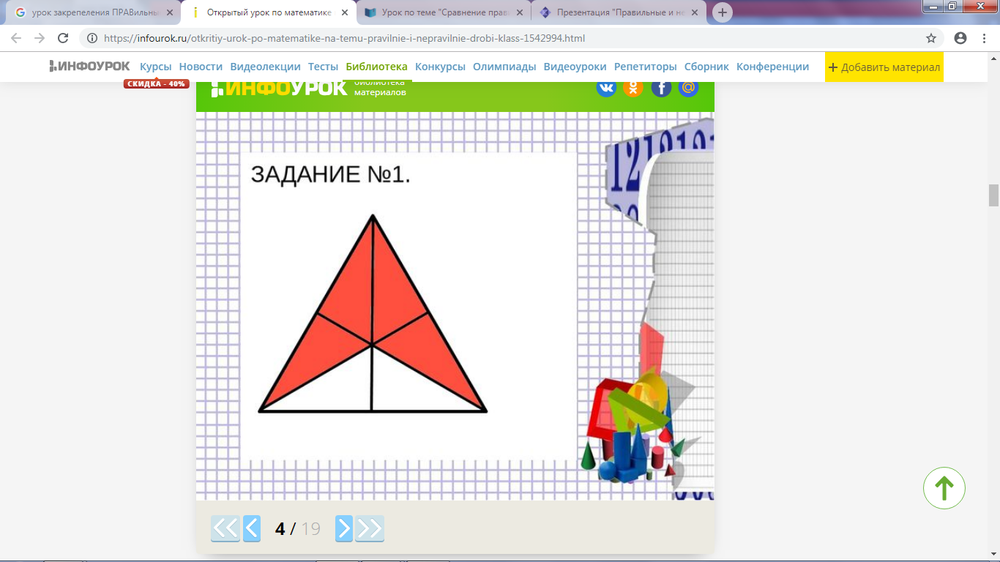 урок закрепеления ПРАВильны
Открытый урок по математике
Урок по теме "Сравнение прав
Презентация "Правильные и не
https://infourok.ru/otkritiy-urok-po-matematike-na-temu-pravilnie-i-nepravilnie-drobi-klass-1542994.html
ИНФОУРОК Курсы Новости Видеолекции Тесты Библиотека Конкурсы Олимпиады Видеоуроки Репетиторы Сборник Конференции + Добавить материал
СКИДКА - 40%
ИНФОУРОК библиотека
материалов
ЗАДАНИЕ №1.
4 / 19